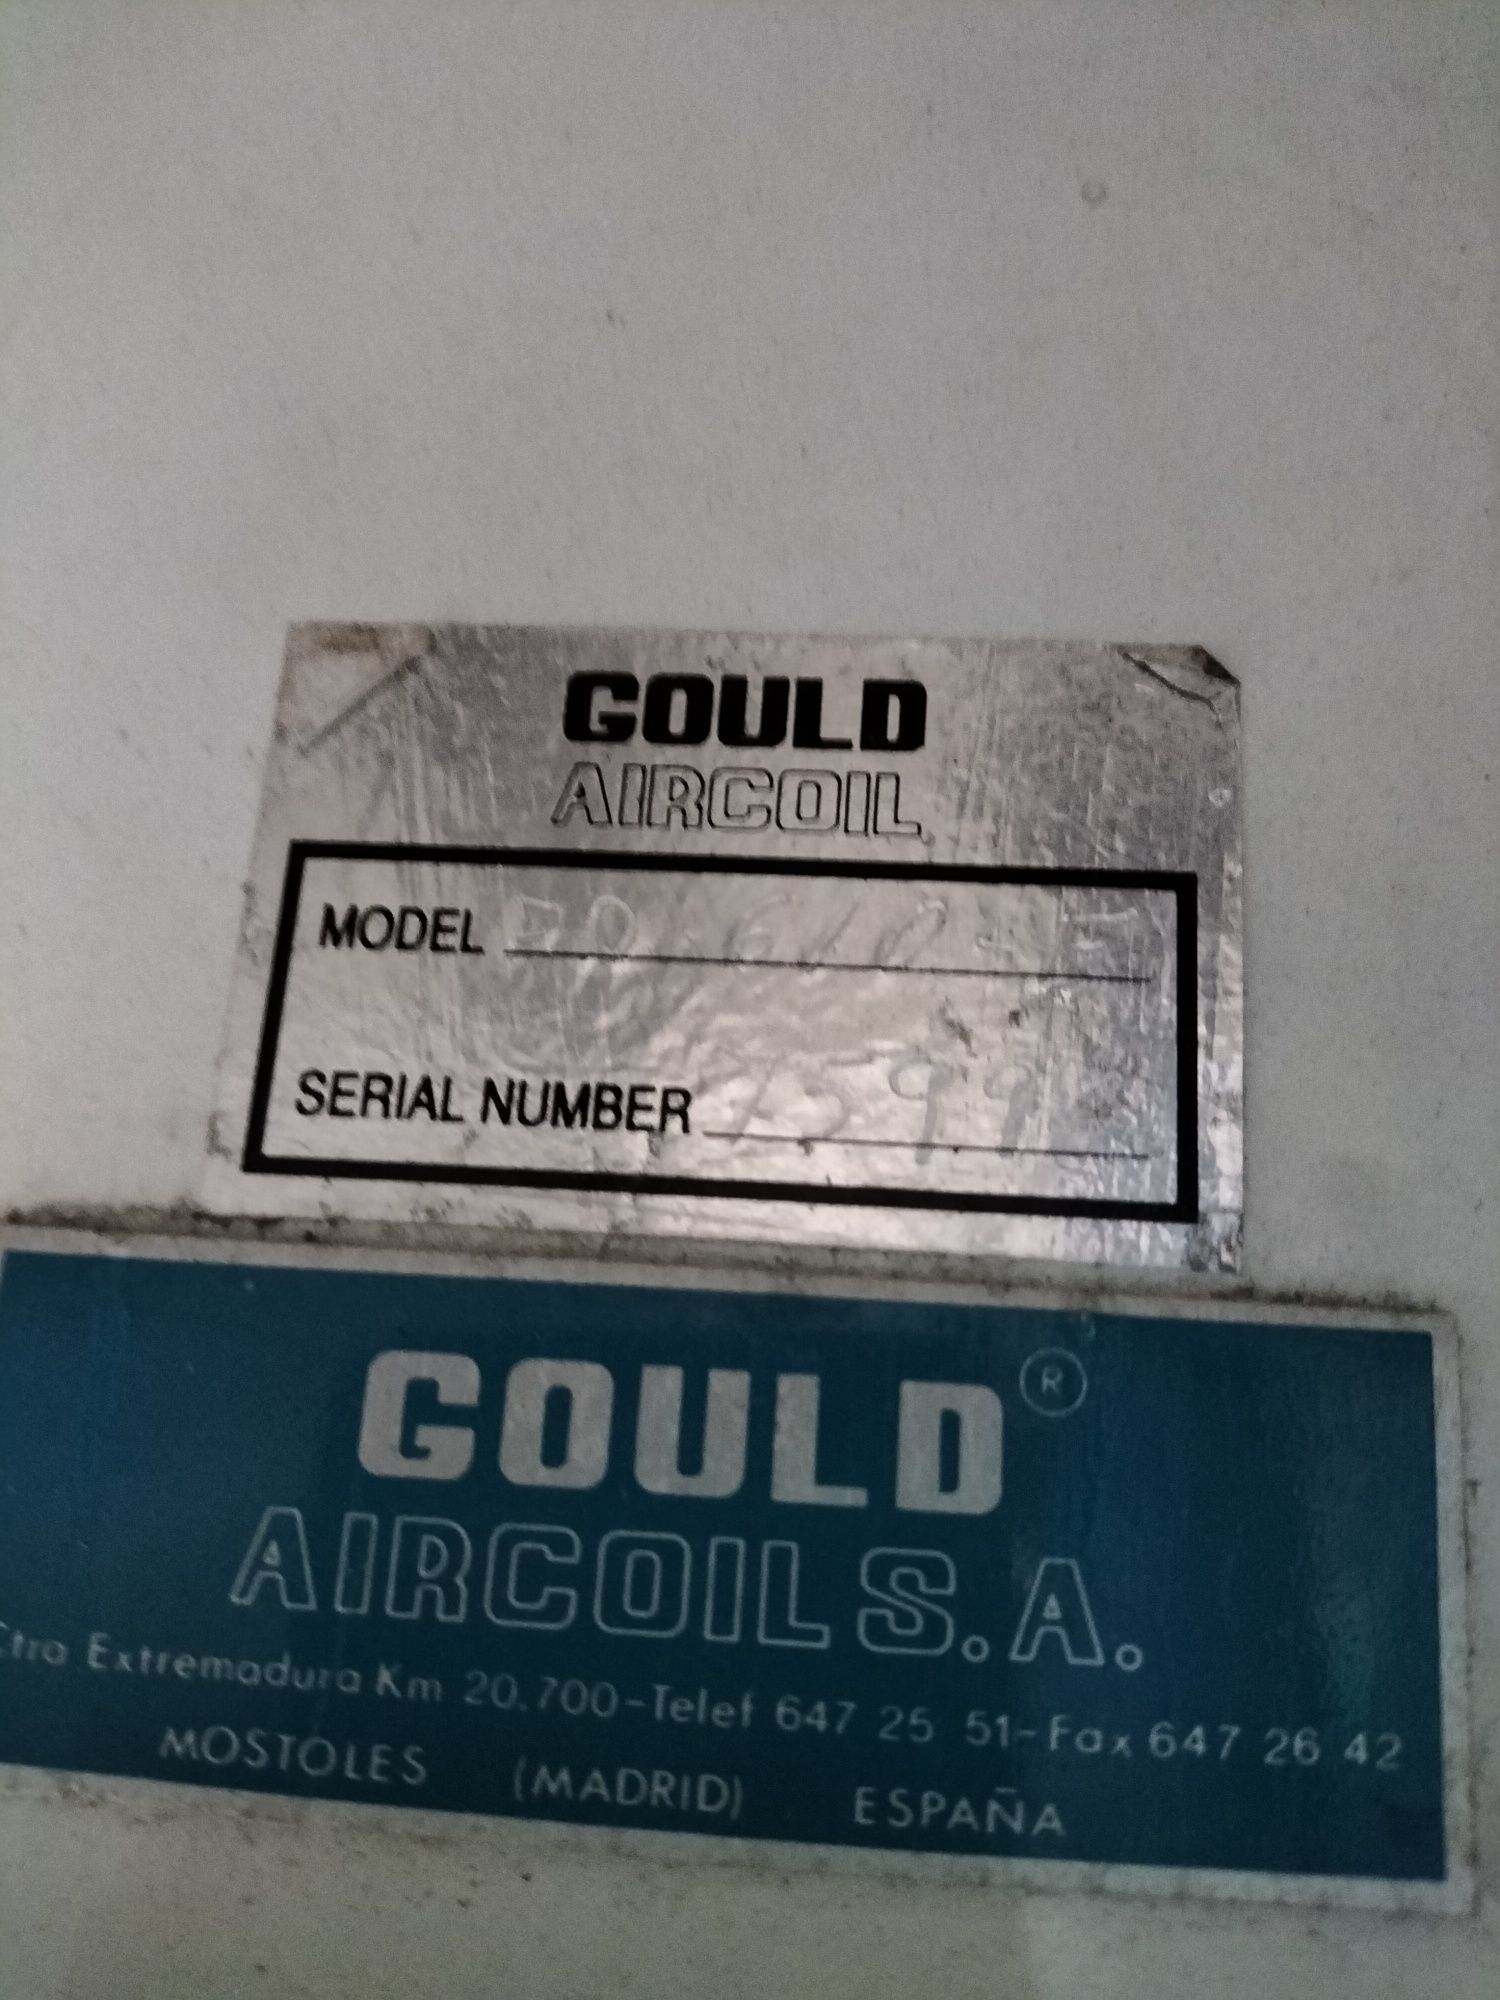 GOULD
AIRCOIL
MODEL
SERIAL NUMBER 7599
GOULD ®
AIRCOIL S.A.
Ctra Extremadura Km 20.700-Telef 647 25 51-Fax 647 26 42
MOSTOLES (MADRID) ESPAÑA